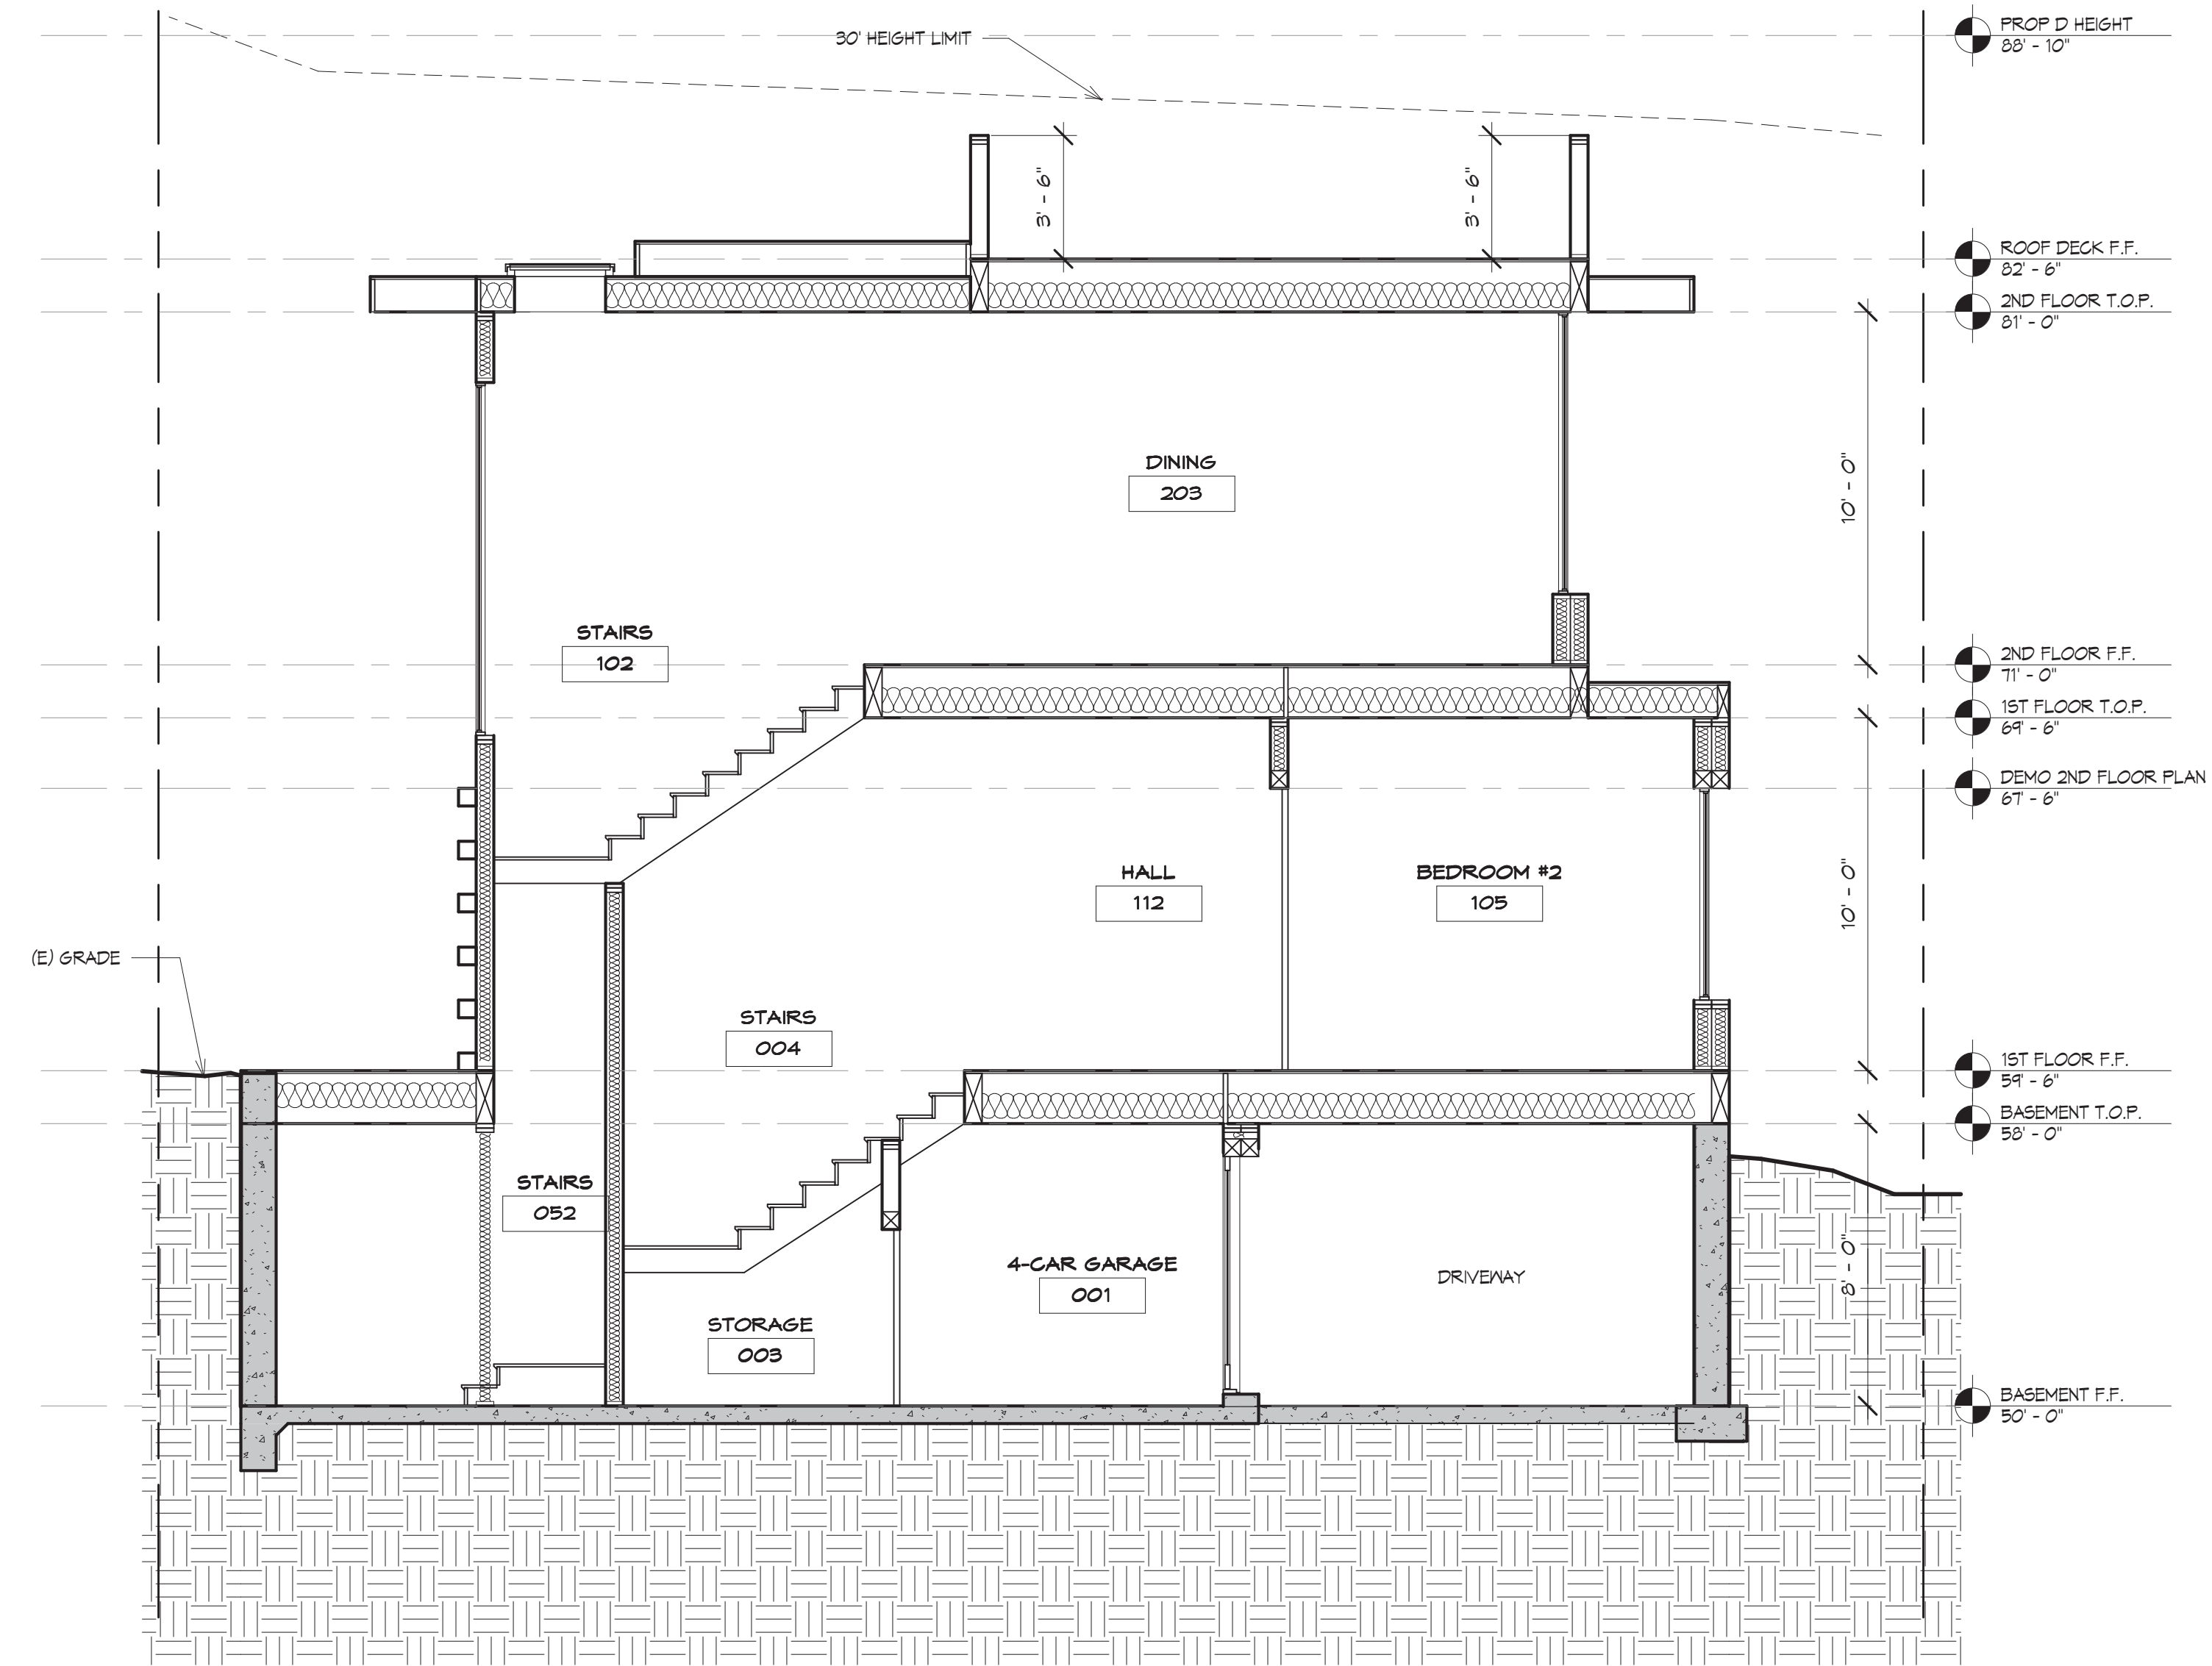 PROP D HEIGHT
88' - 10"
30' HEIGHT LIMIT
3' - 6"
3' - 6"
ROOF DECK F.F.
82' - 6"
2ND FLOOR T.O.P.
81' - 0"
DINING
203
10' - 0"
STAIRS
102
2ND FLOOR F.F.
71' - 0"
1ST FLOOR T.O.P.
69' - 6"
DEMO 2ND FLOOR PLAN
67' - 6"
HALL
112
BEDROOM #2
105
10' - 0"
(E) GRADE
STAIRS
004
1ST FLOOR F.F.
59' - 6"
BASEMENT T.O.P.
58' - 0"
STAIRS
052
4-CAR GARAGE
001
DRIVEWAY
8' - 0"
STORAGE
003
BASEMENT F.F.
50' - 0"